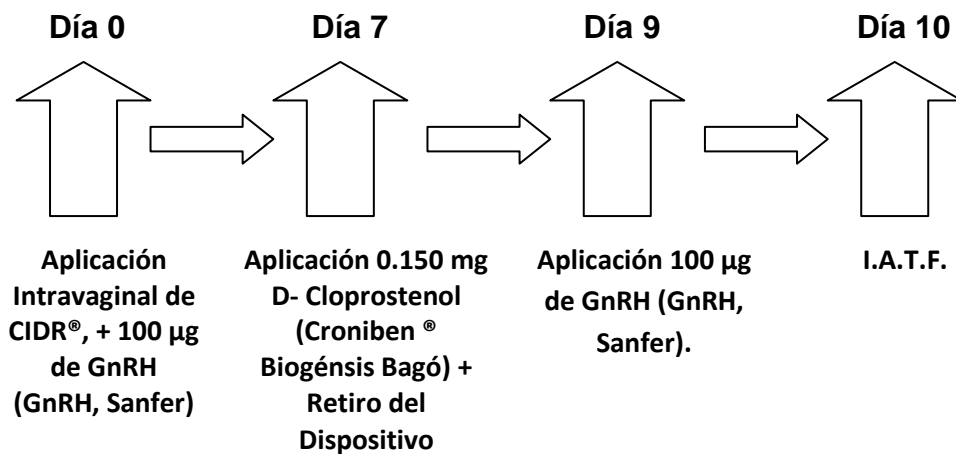 Día 0
Día 7
Día 9
Día 10
Aplicación
Intravaginal de
CIDR®, + 100 µg
de GnRH
(GnRH, Sanfer)
Aplicación 0.150 mg
D- Cloprostenol
(Croniben ®
Biogénsis Bagó) +
Retiro del
Dispositivo
Aplicación 100 µg
de GnRH (GnRH,
Sanfer).
I.A.T.F.